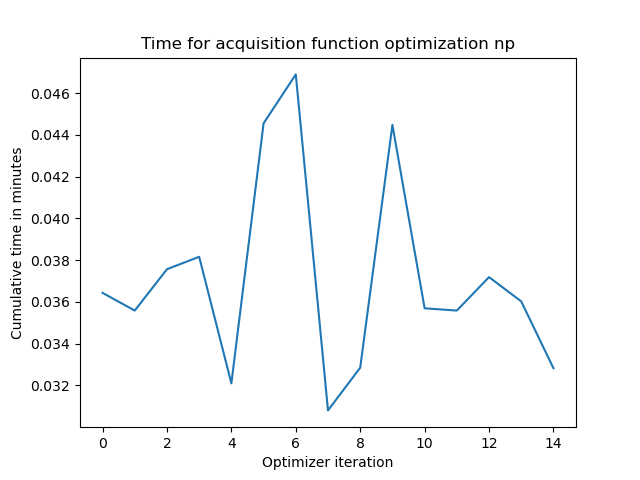 Time for acquisition function optimization np
Cumulative time in minutes
0.046
0.044
0.042
0.040
0.038
0.036
0.034
0.032
0 2 4 6 8 10 12 14
Optimizer iteration